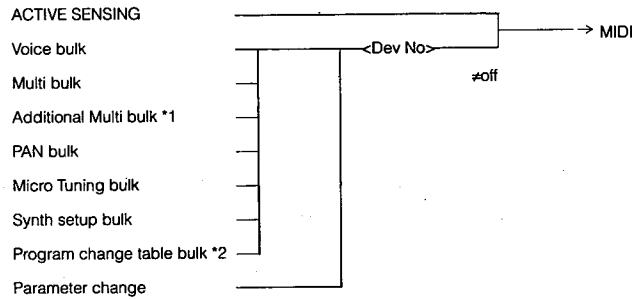 ACTIVE SENSING
→ MIDI
Voice bulk
<Dev No>
≠off
Multi bulk
Additional Multi bulk *1
PAN bulk
Micro Tuning bulk
Synth setup bulk
Program change table bulk *2
Parameter change